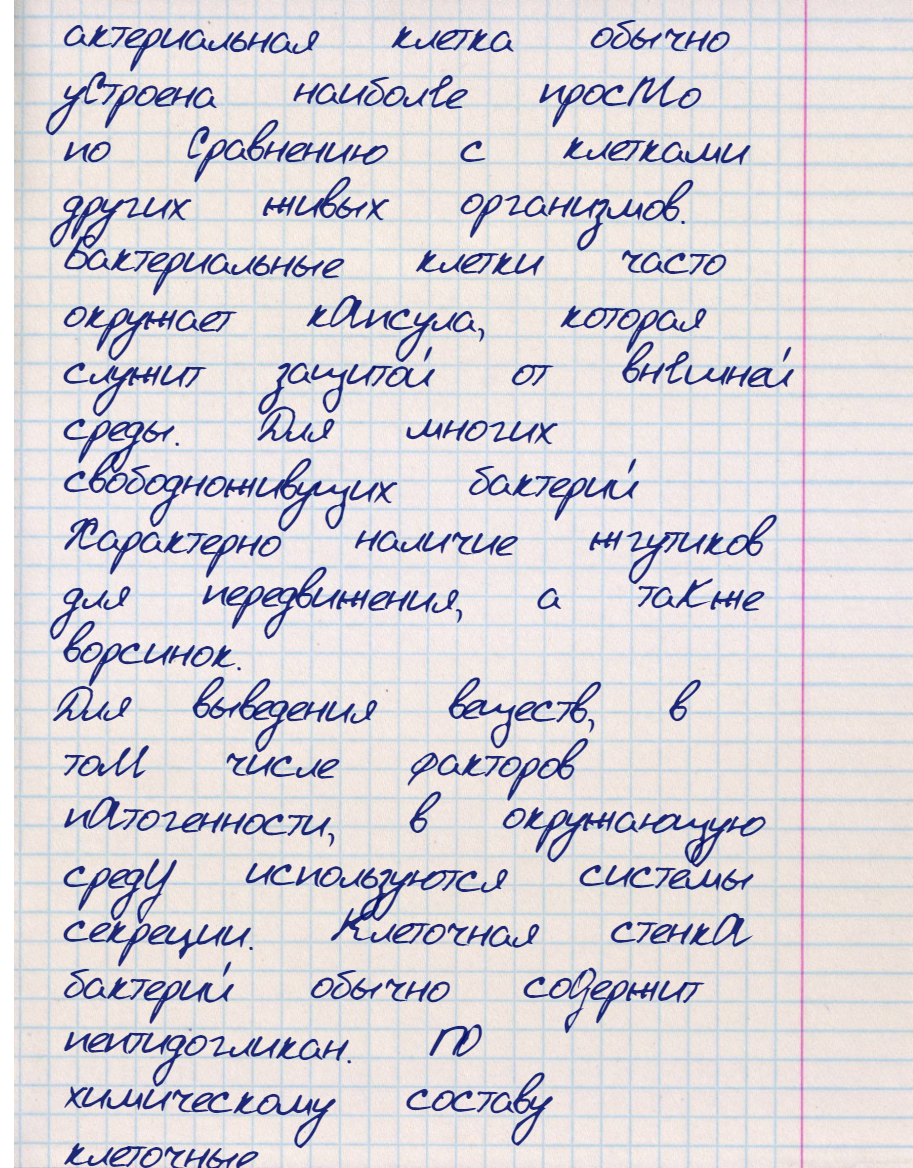 актериальная клетка обычно
уСтроена наиболЕе просТо
по Сравнению с клетками
других живых организмов.
Бактериальные клетки часто
окружает кАпсула, которая
служит защитой от внЕшней
среды. Для многих
свободноживущих бактерий
Характерно наличие жгутиков
для передвижения, а таКже
ворсинок.
Для выведения веществ, в
тоМ числе факторов
пАтогенности, в окружающую
средУ используются системы
секреции. Клеточная стенкА
бактерий обычно соДержит
пептидогликан. ПО
химическому составу
клеточные